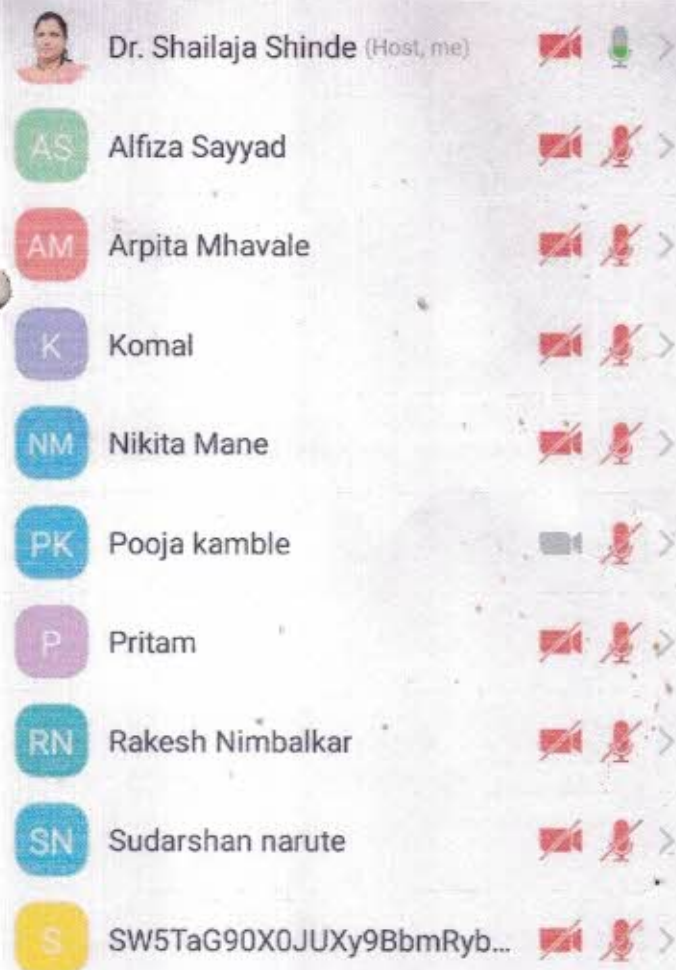 Dr. Shailaja Shinde (Host, me)
AS Alfiza Sayyad
AM Arpita Mhavale
K Komal
NM Nikita Mane
PK Pooja kamble
P Pritam
RN Rakesh Nimbalkar
SN Sudarshan narute
S SW5TaG90X0JUXy9BbmRyb...